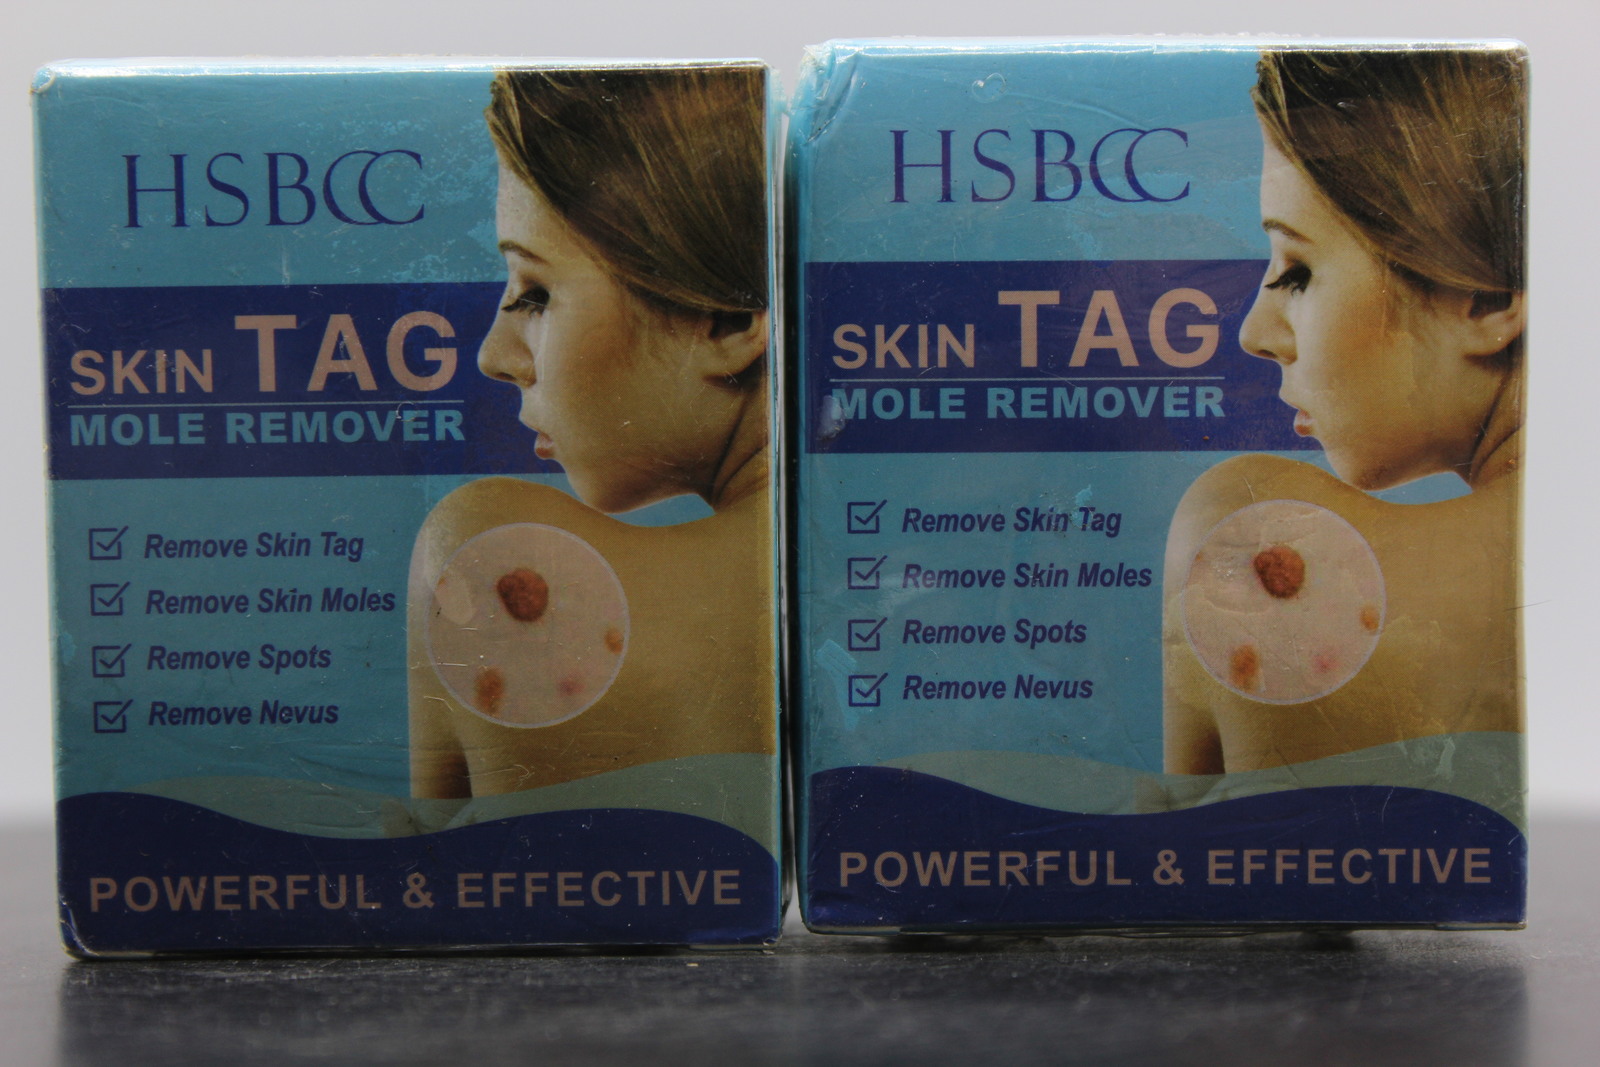 HSBCC
SKIN TAG
MOLE REMOVER
Remove Skin Tag
Remove Skin Moles
Remove Spots
Remove Nevus
POWERFUL & EFFECTIVE
HSBCC
SKIN TAG
MOLE REMOVER
Remove Skin Tag
Remove Skin Moles
Remove Spots
Remove Nevus
POWERFUL & EFFECTIVE